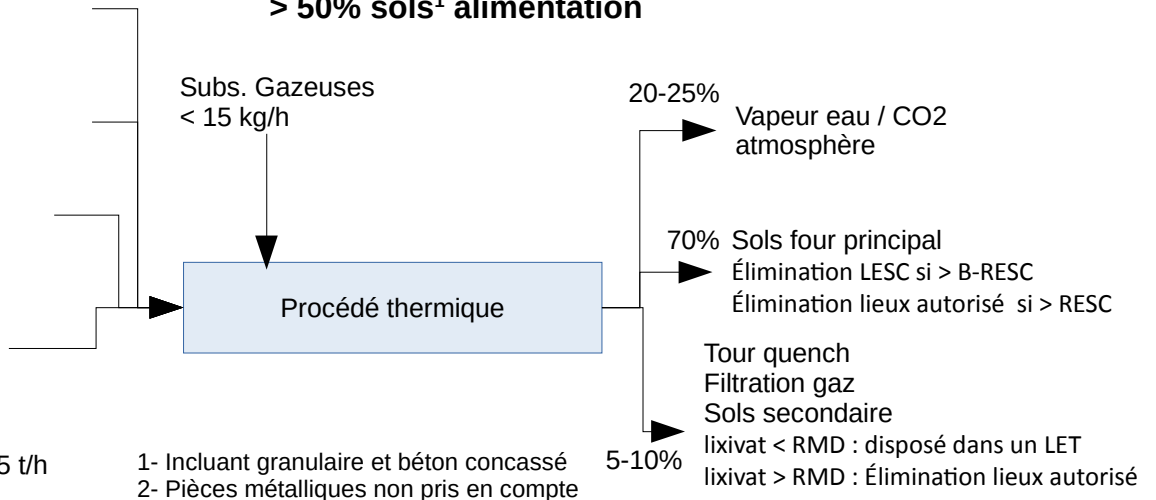 > 50% sols¹ alimentation
Subs. Gazeuses
< 15 kg/h
20-25%
Vapeur eau / CO2
atmosphère
70% Sols four principal
Élimination LESC si > B-RESC
Élimination lieux autorisé si > RESC
Procédé thermique
Tour quench
Filtration gaz
Sols secondaire
lixivat < RMD : disposé dans un LET
lixivat > RMD : Élimination lieux autorisé
5-10%
5 t/h
1- Incluant granulaire et béton concassé
2- Pièces métalliques non pris en compte